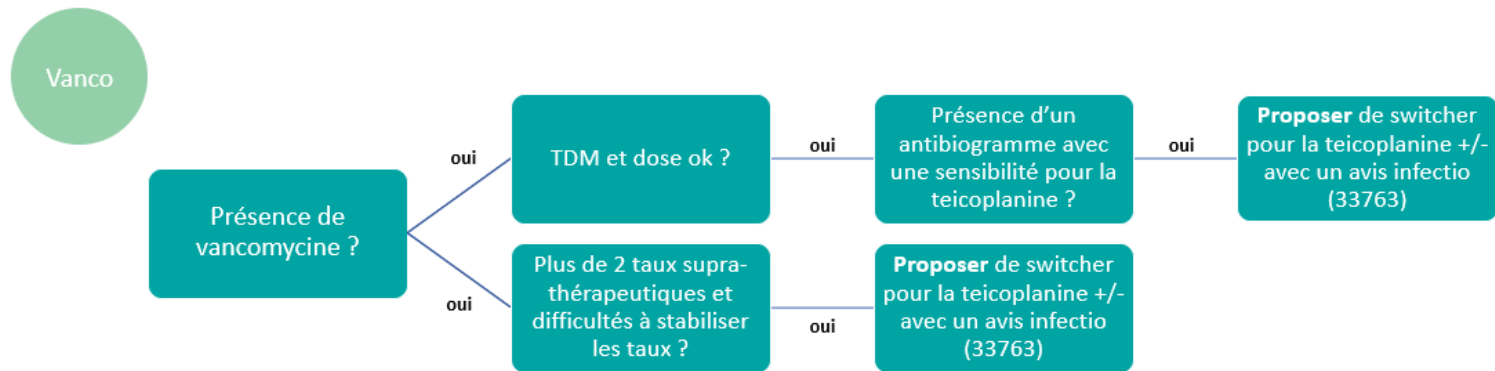 Vanco
Présence de
vancomycine ?
oui
oui
TDM et dose ok ?
oui
Présence d’un
antibiogramme avec
une sensibilité pour la
teicoplanine ?
oui
Proposer de switcher
pour la teicoplanine +/-
avec un avis infectio
(33763)
Plus de 2 taux supra-
thérapeutiques et
difficultés à stabiliser
les taux ?
oui
Proposer de switcher
pour la teicoplanine +/-
avec un avis infectio
(33763)